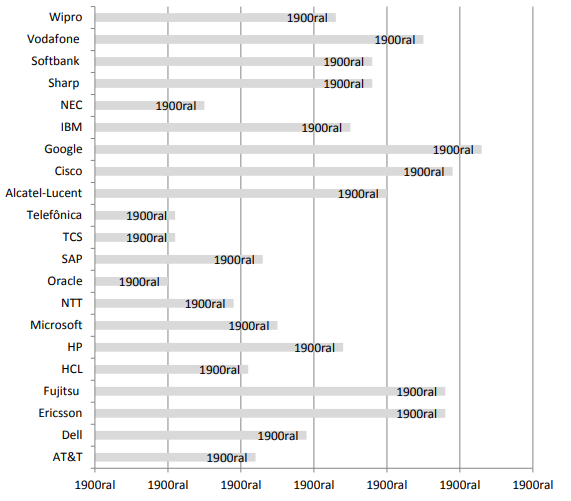 Wipro 1900ral
Vodafone 1900ral
Softbank 1900ral
Sharp 1900ral
NEC 1900ral
IBM 1900ral
Google 1900ral
Cisco 1900ral
Alcatel-Lucent 1900ral
Telefônica 1900ral
TCS 1900ral
SAP 1900ral
Oracle 1900ral
NTT 1900ral
Microsoft 1900ral
HP 1900ral
HCL 1900ral
Fujitsu 1900ral
Ericsson 1900ral
Dell 1900ral
AT&T 1900ral
1900ral 1900ral 1900ral 1900ral 1900ral 1900ral 1900ral